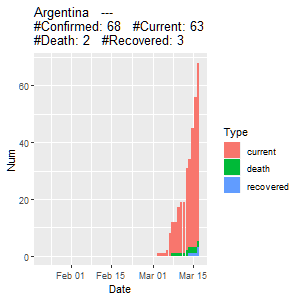 Argentina   ---
#Confirmed: 68   #Current: 63
#Death: 2   #Recovered: 3
60
40
20
0
Num
Feb 01   Feb 15   Mar 01   Mar 15
Date
Type
current
death
recovered